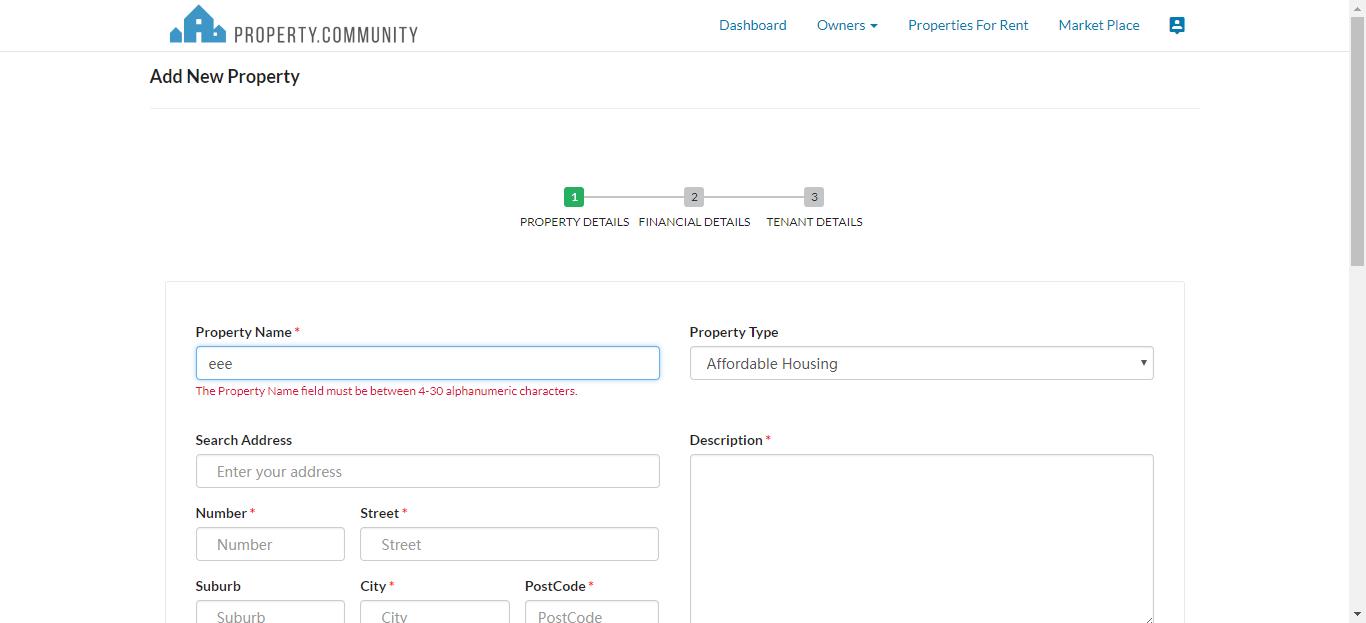 PROPERTY.COMMUNITY
Dashboard Owners Properties For Rent Market Place
Add New Property
1 2 3
PROPERTY DETAILS FINANCIAL DETAILS TENANT DETAILS
Property Name * Property Type
eee Affordable Housing
The Property Name field must be between 4-30 alphanumeric characters.
Search Address Description *
Enter your address
Number * Street *
Number Street
Suburb City * PostCode *
Suburb City PostCode